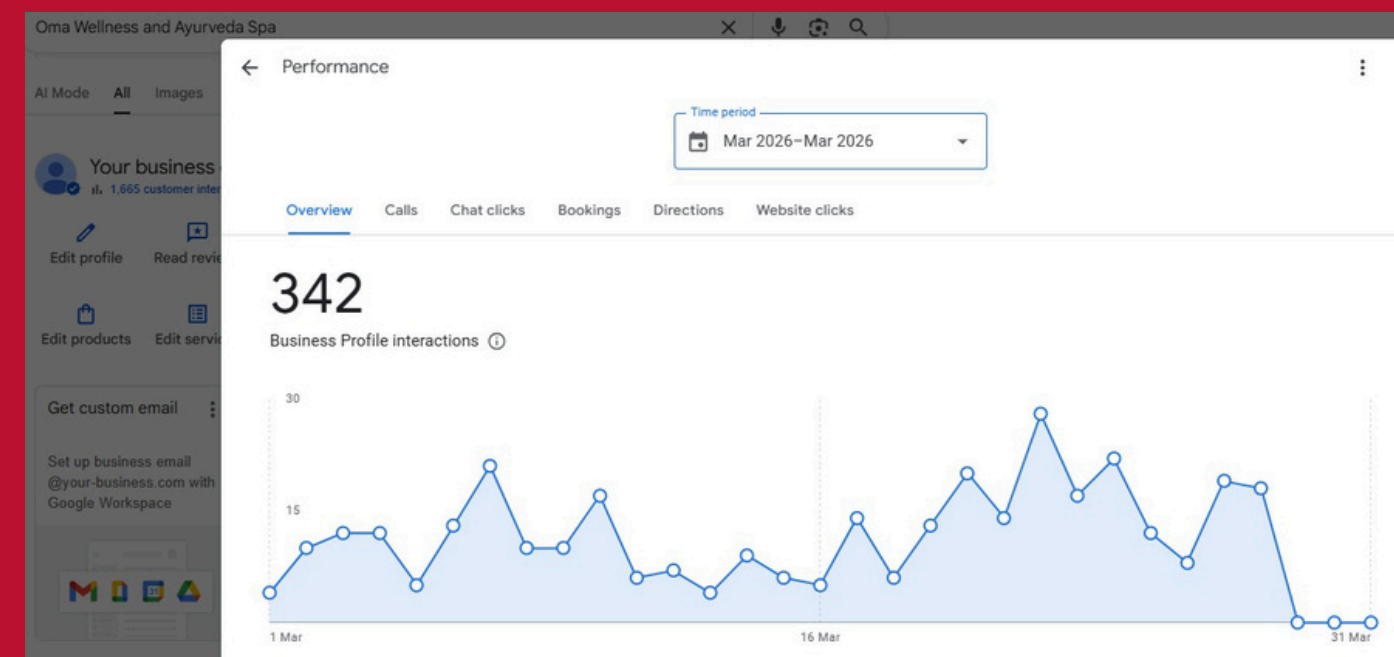 Oma Wellness and Ayurveda Spa
AI Mode All Images
Your business
1,665 customer inter
Edit profile Read revie
Edit products Edit servic
Get custom email
Set up business email
@your-business.com with
Google Workspace
31
Performance
Time period
Mar 2026–Mar 2026
Overview Calls Chat clicks Bookings Directions Website clicks
342
Business Profile interactions
30
15
1 Mar 16 Mar 31 Mar